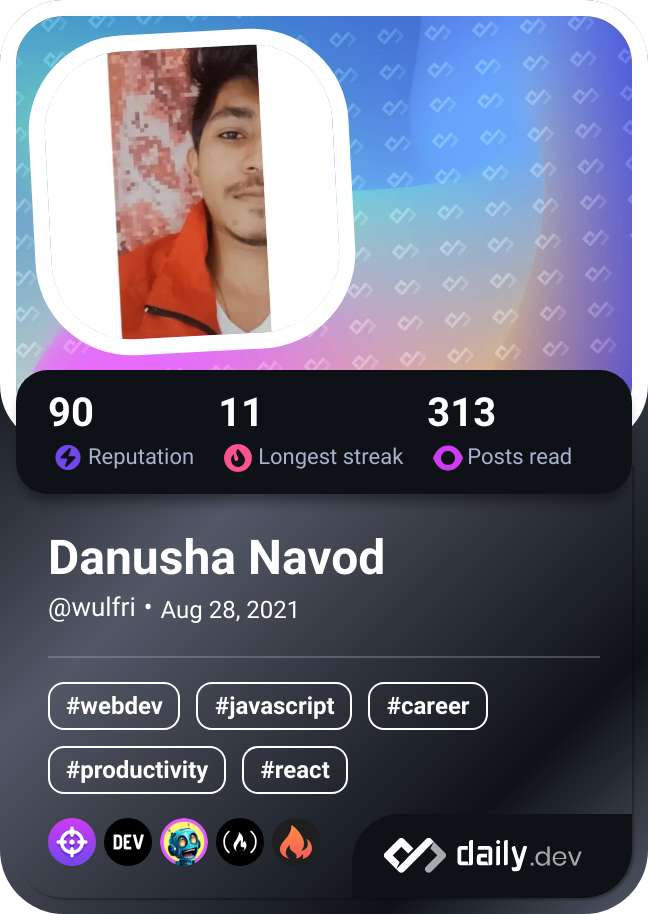 90 11 313
Reputation Longest streak Posts read
Danusha Navod
@wulfri • Aug 28, 2021
#webdev #javascript #career
#productivity #react
DEV
daily.dev